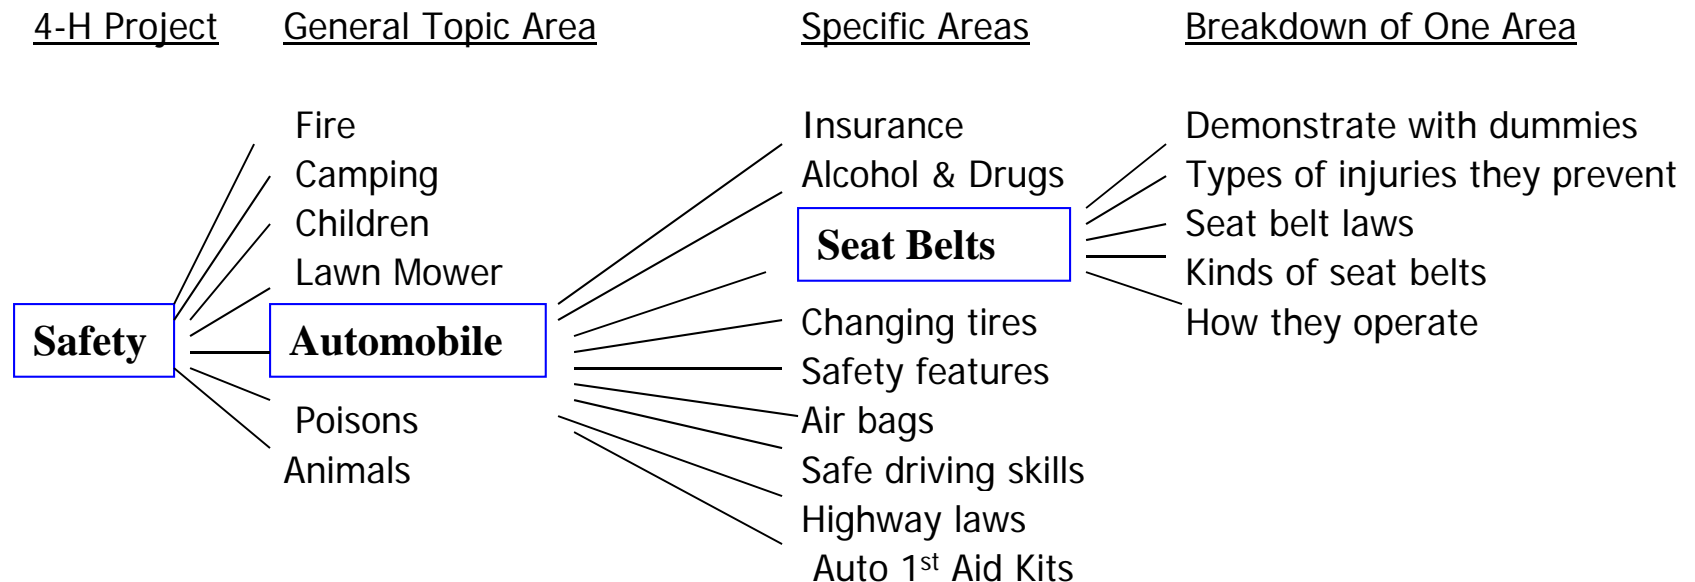 4-H Project
General Topic Area
Specific Areas
Breakdown of One Area
Safety
Fire
Camping
Children
Lawn Mower
Automobile
Poisons
Animals
Insurance
Alcohol & Drugs
Seat Belts
Changing tires
Safety features
Air bags
Safe driving skills
Highway laws
Auto 1st Aid Kits
Demonstrate with dummies
Types of injuries they prevent
Seat belt laws
Kinds of seat belts
How they operate